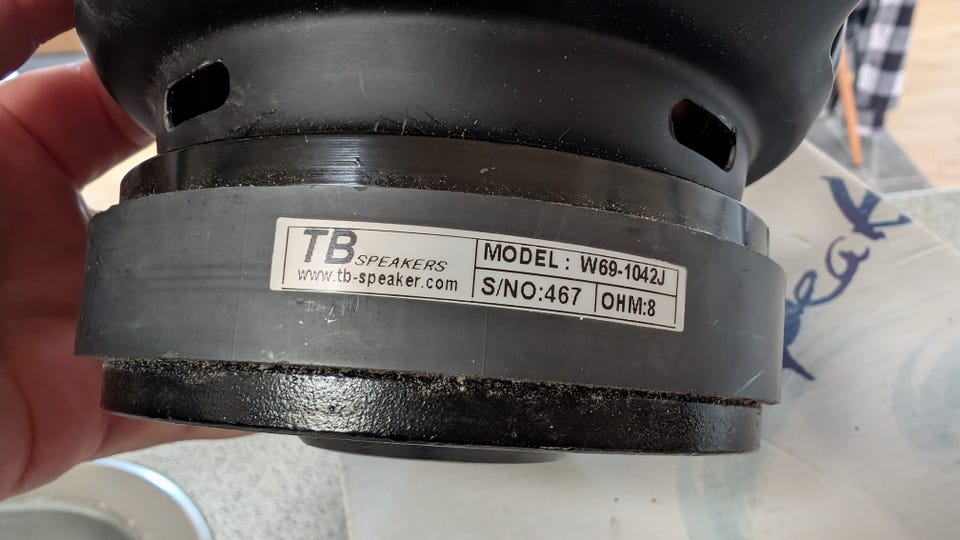 TB SPEAKERS
www.tb-speaker.com
MODEL : W69-1042J
S/NO:467 OHM:8